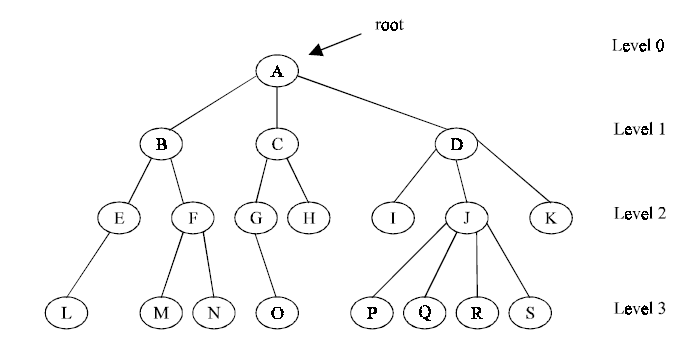 root
Level 0
A
Level 1
B C D
E F G H I J K Level 2
L M N O P Q R S Level 3